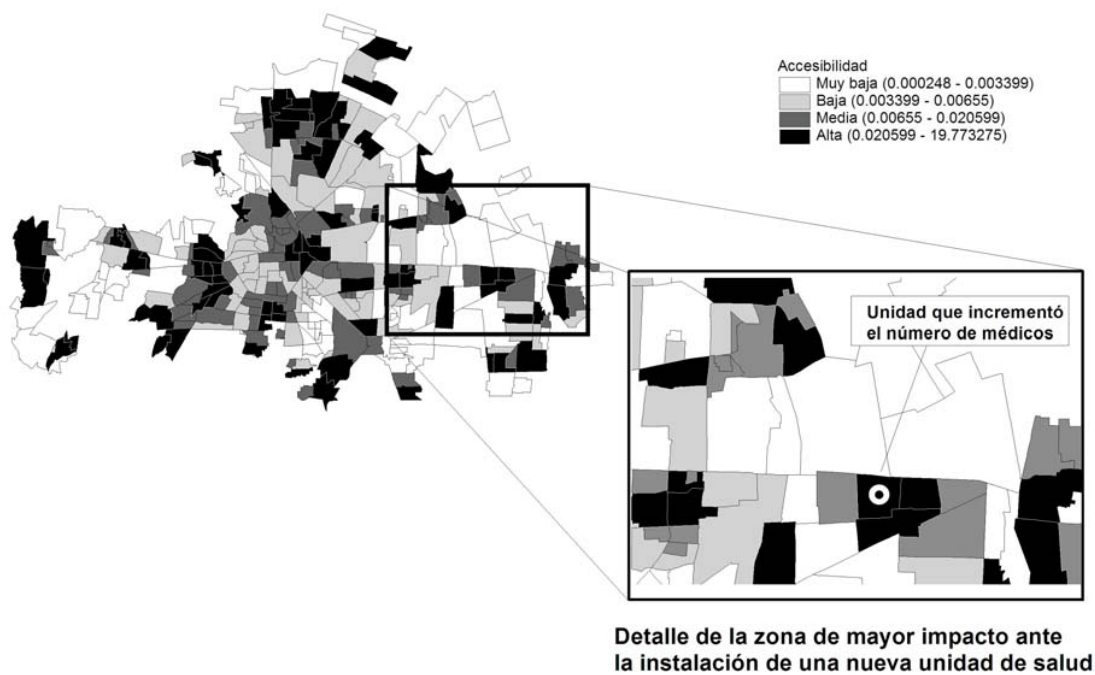 Accesibilidad
Muy baja (0.000248 - 0.003399)
Baja (0.003399 - 0.00655)
Media (0.00655 - 0.020599)
Alta (0.020599 - 19.773275)
Unidad que incrementó
el número de médicos
Detalle de la zona de mayor impacto ante
la instalación de una nueva unidad de salud